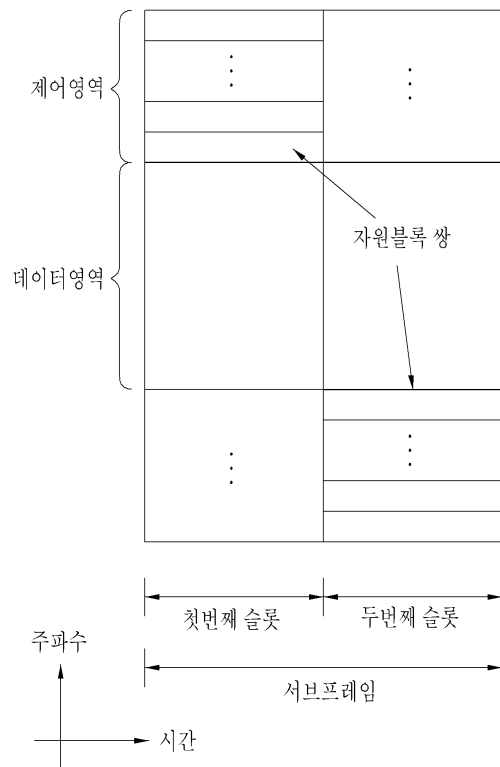 제어영역
자원블록 쌍
데이터영역
첫번째 슬롯
두번째 슬롯
주파수
서브프레임
시간